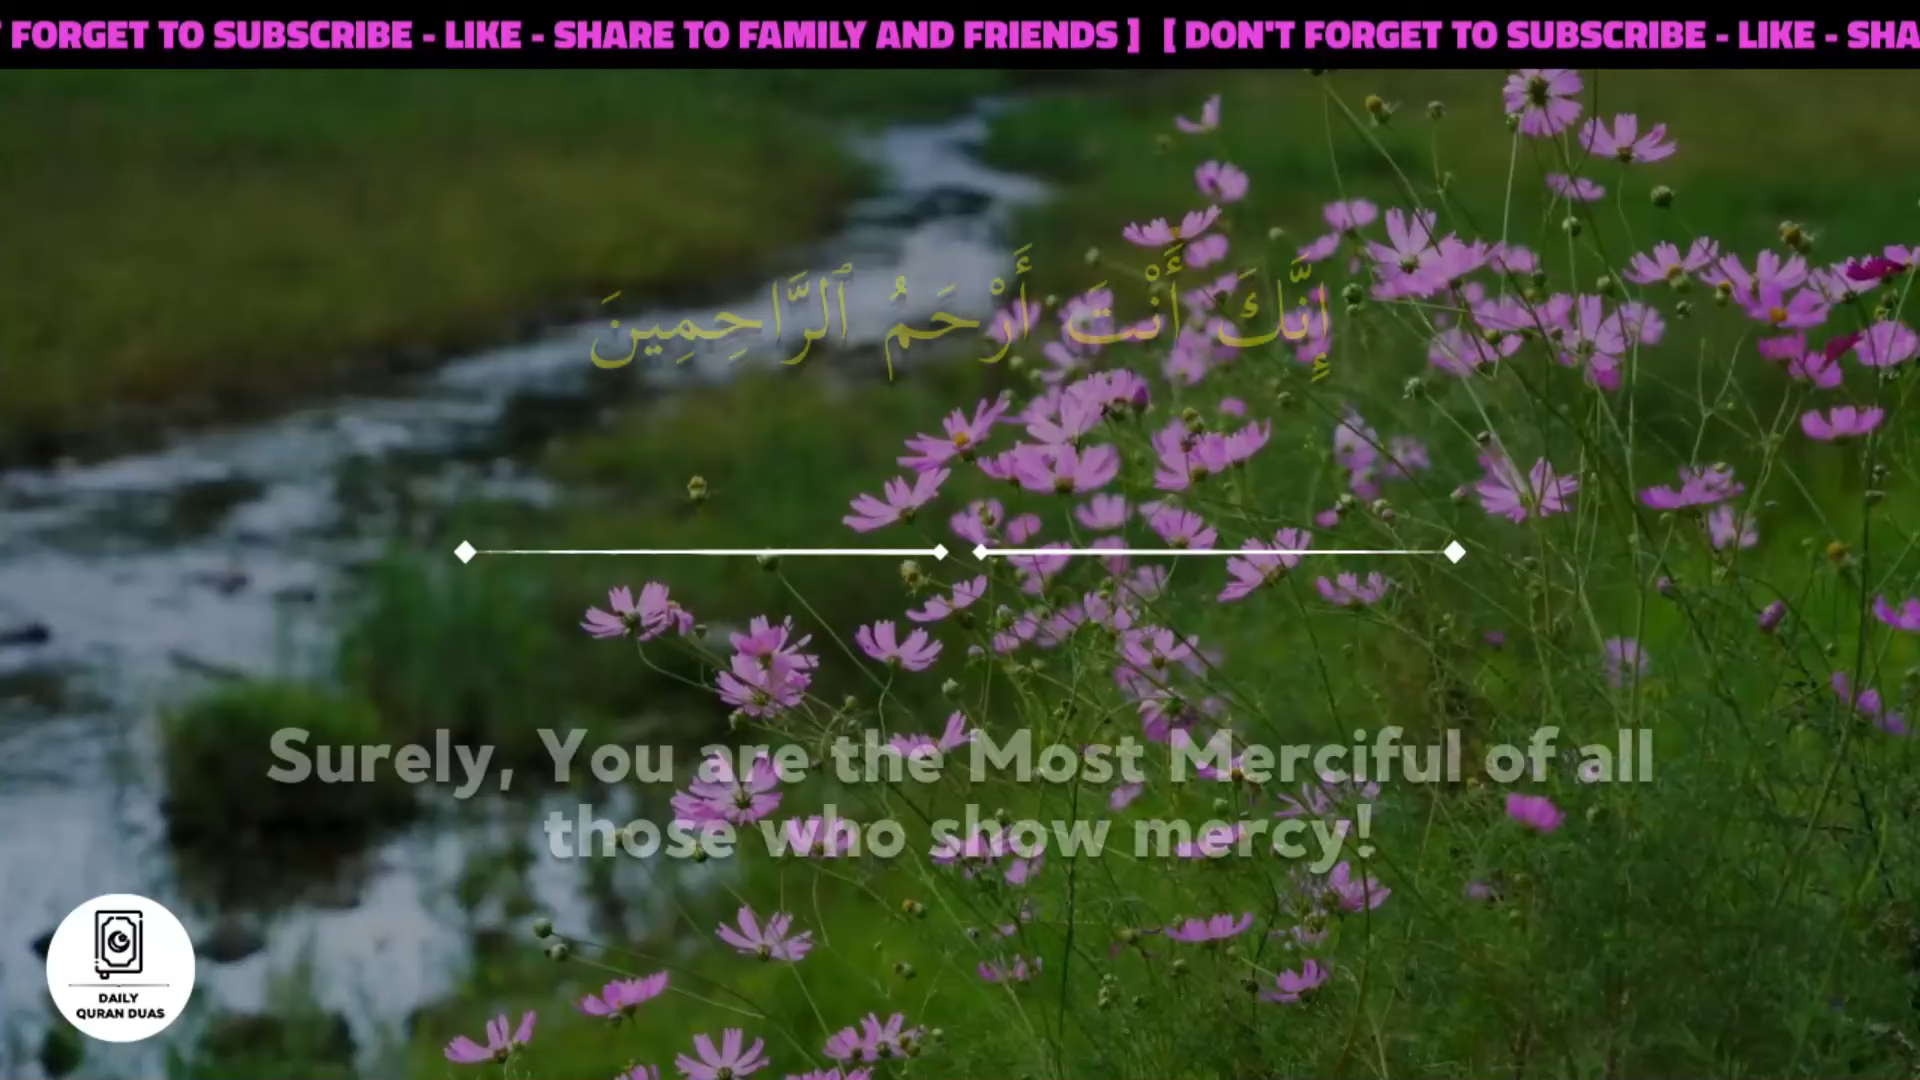 FORGET TO SUBSCRIBE - LIKE - SHARE TO FAMILY AND FRIENDS ] [ DON'T FORGET TO SUBSCRIBE - LIKE - SHA
إِنَّكَ أَنْتَ أَرْحَمُ ٱلرَّاحِمِينَ
Surely, You are the Most Merciful of all
those who show mercy!
DAILY
QURAN DUAS